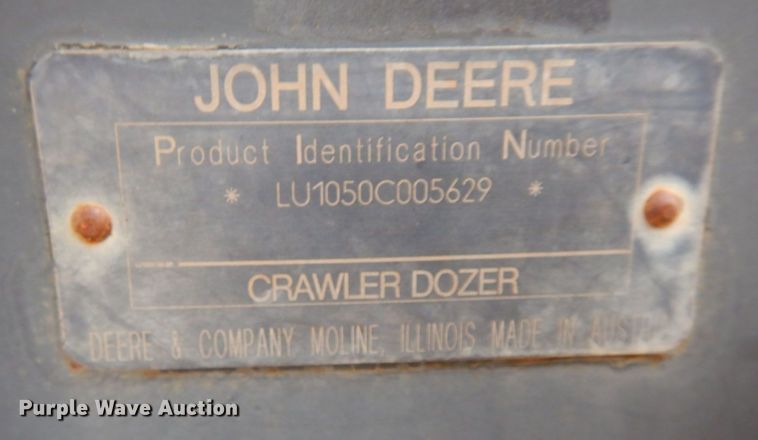 JOHN DEERE
Product Identification Number
* LU1050C005629 *
CRAWLER DOZER
DEERE & COMPANY MOLINE, ILLINOIS MADE IN
Purple Wave Auction